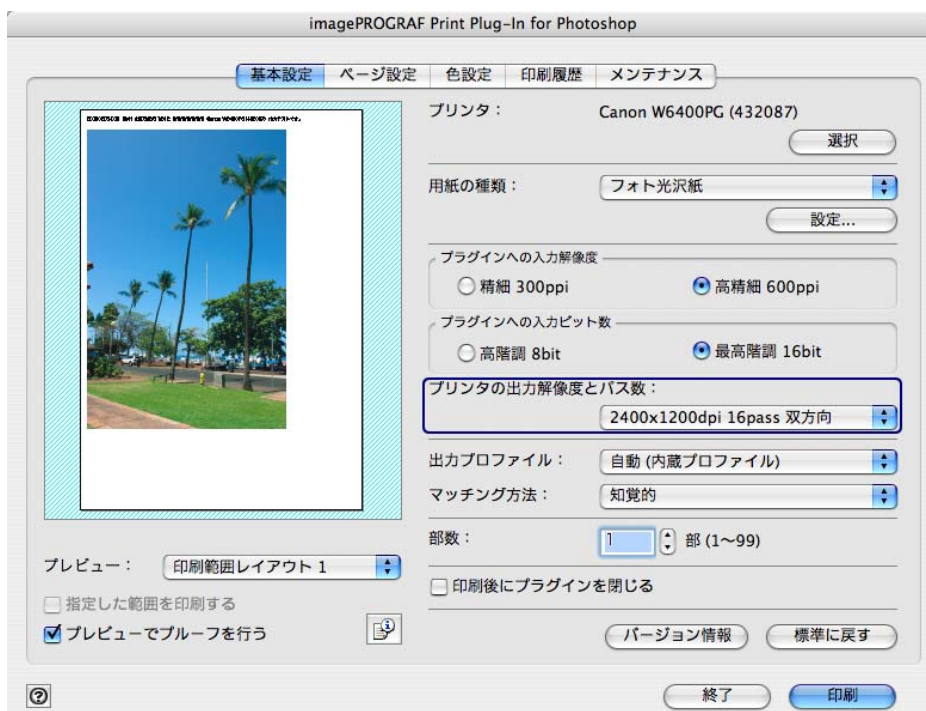 imagePROGRAF Print Plug-In for Photoshop
基本設定 ページ設定 色設定 印刷履歴 メンテナンス
プリンタ： Canon W6400PG (432087)
選択
用紙の種類： フォト光沢紙
設定...
プラグインへの入力解像度
精細 300ppi 高精細 600ppi
プラグインへの入力ビット数
高階調 8bit 最高階調 16bit
プリンタの出力解像度とパス数：
2400x1200dpi 16pass 双方向
出力プロファイル： 自動 (内蔵プロファイル)
マッチング方法： 知覚的
部数： 1 部 (1〜99)
プレビュー： 印刷範囲レイアウト 1
印刷後にプラグインを閉じる
指定した範囲を印刷する
プレビューでプルーフを行う
バージョン情報 標準に戻す
?
終了 印刷